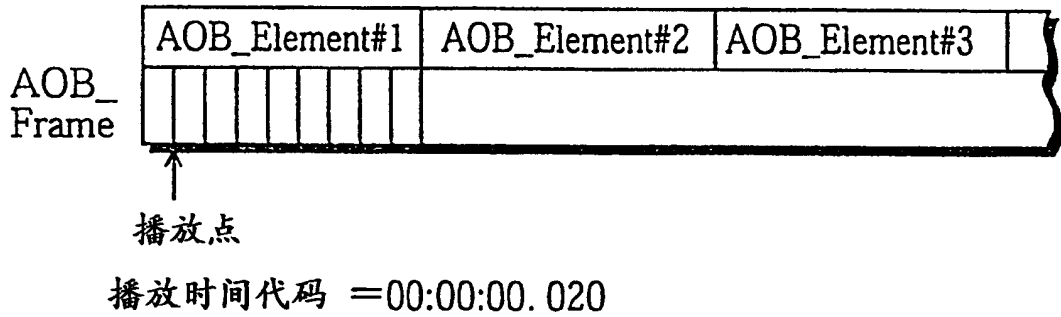 AOB_Element#1 AOB_Element#2 AOB_Element#3
AOB_
Frame
播放点
播放时间代码 =00:00:00.020